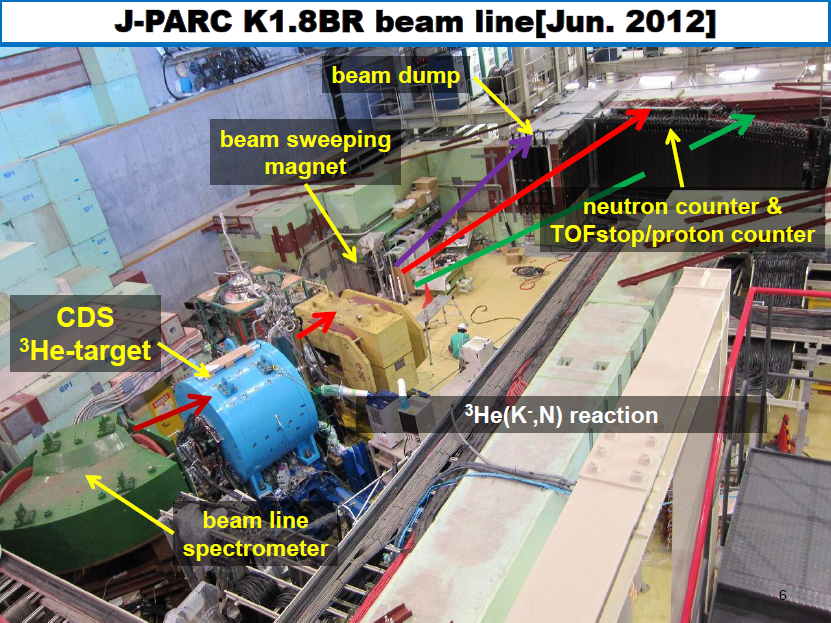 J-PARC K1.8BR beam line[Jun. 2012]
beam dump
beam sweeping
magnet
neutron counter &
TOFstop/proton counter
CDS
³He-target
³He(K⁻,N) reaction
beam line
spectrometer
6